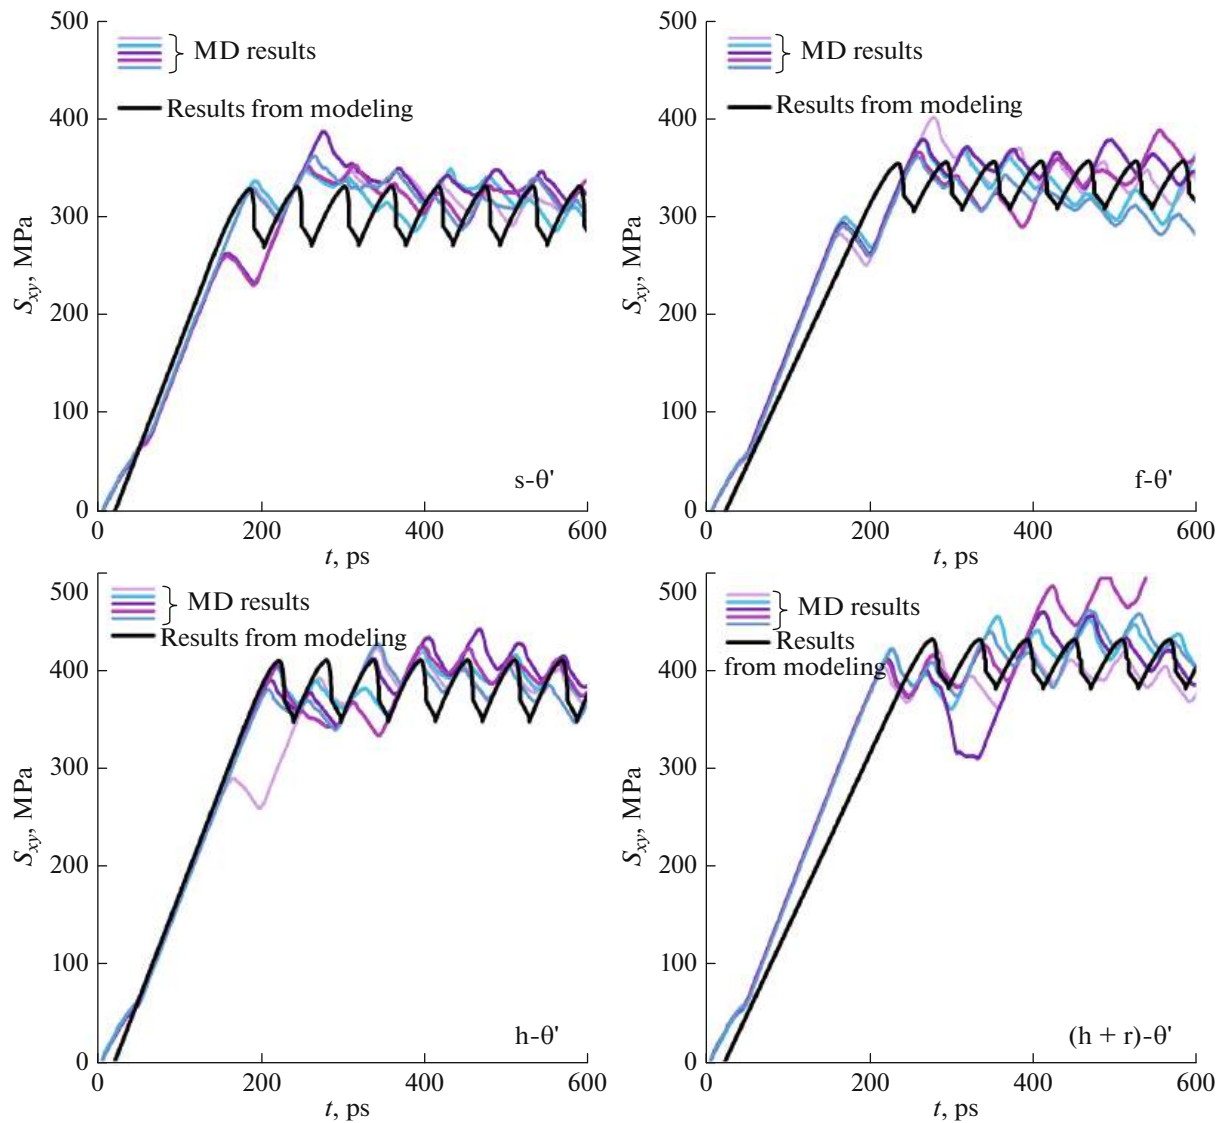 500
MD results
Results from modeling
400
300
200
100
0
S_xy, MPa
s-θ'
0 200 400 600
t, ps
500
MD results
Results from modeling
400
300
200
100
0
S_xy, MPa
f-θ'
0 200 400 600
t, ps
500
MD results
Results from modeling
400
300
200
100
0
S_xy, MPa
h-θ'
0 200 400 600
t, ps
500
MD results
Results
from modeling
400
300
200
100
0
S_xy, MPa
(h + r)-θ'
0 200 400 600
t, ps